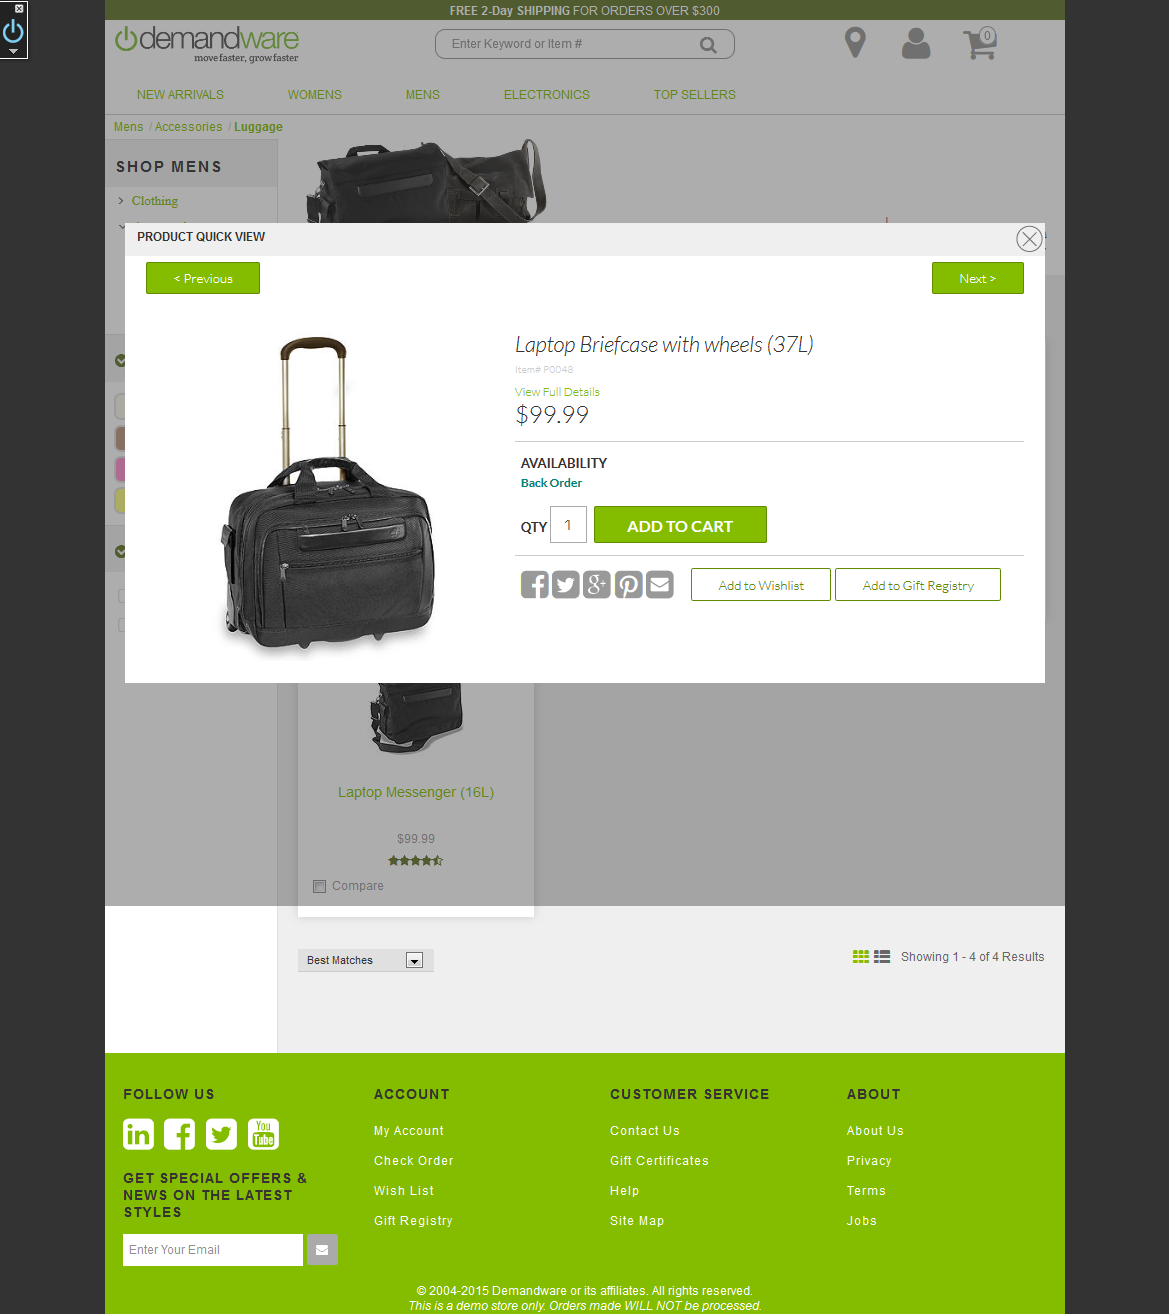 FREE 2-Day SHIPPING FOR ORDERS OVER $300
demandware
move faster, grow faster
Enter Keyword or Item #
0
NEW ARRIVALS WOMENS MENS ELECTRONICS TOP SELLERS
Mens / Accessories / Luggage
SHOP MENS
> Clothing
PRODUCT QUICK VIEW
< Previous
Next >
Laptop Briefcase with wheels (37L)
Item# P0048
View Full Details
$99.99
AVAILABILITY
Back Order
QTY 1 ADD TO CART
Add to Wishlist Add to Gift Registry
Laptop Messenger (16L)
$99.99
Compare
Best Matches
Showing 1 - 4 of 4 Results
FOLLOW US
You Tube
GET SPECIAL OFFERS &
NEWS ON THE LATEST
STYLES
Enter Your Email
ACCOUNT
My Account
Check Order
Wish List
Gift Registry
CUSTOMER SERVICE
Contact Us
Gift Certificates
Help
Site Map
ABOUT
About Us
Privacy
Terms
Jobs
© 2004-2015 Demandware or its affiliates. All rights reserved.
This is a demo store only. Orders made WILL NOT be processed.